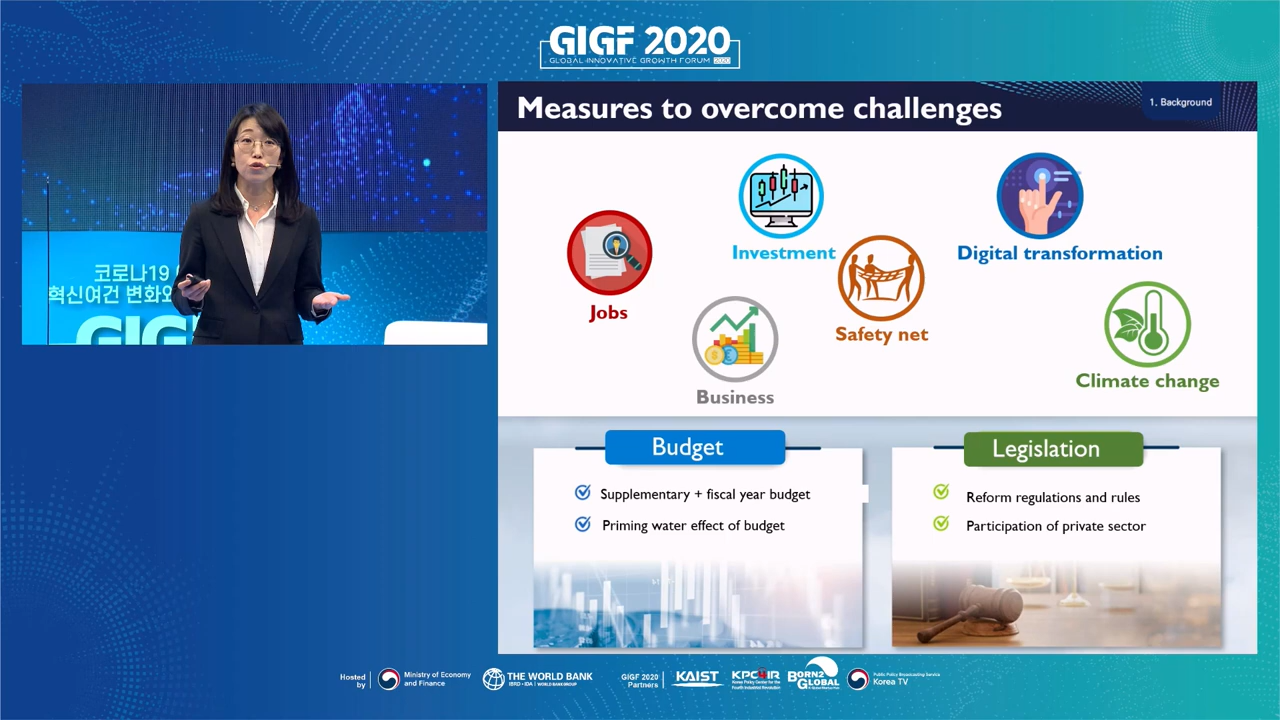 GIGF 2020
GLOBAL INNOVATIVE GROWTH FORUM 2020
Measures to overcome challenges
1. Background
코로나19
혁신여건 변화와
GIGF
Investment
Digital transformation
Jobs
Safety net
Climate change
Business
Budget
Legislation
Supplementary + fiscal year budget
Priming water effect of budget
Reform regulations and rules
Participation of private sector
Hosted
by
Ministry of Economy
and Finance
THE WORLD BANK
IBRD • IDA | WORLD BANK GROUP
GIGF 2020
Partners
KAIST
KPC4IR
Korea Policy Center for the
Fourth Industrial Revolution
BORN2
GLOBAL
Public Policy Broadcasting Service
Korea TV